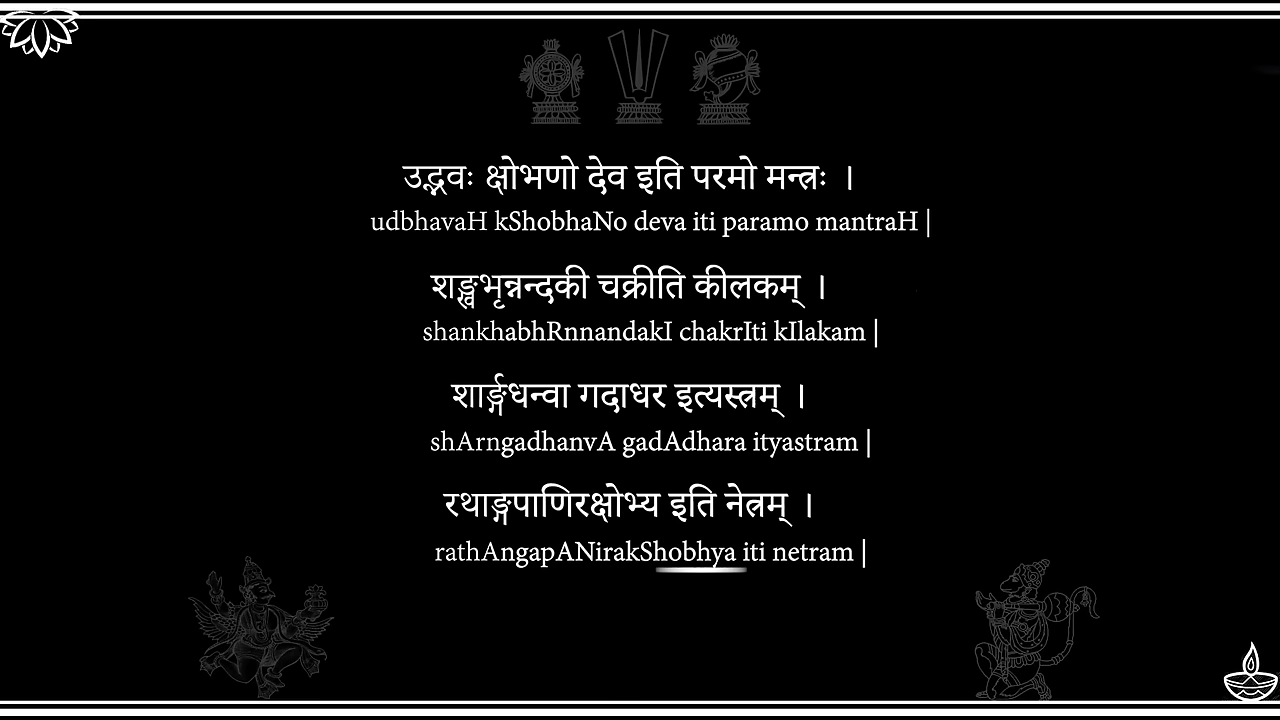 उद्भवः क्षोभणो देव इति परमो मन्त्रः ।
udbhavaH kShobhaNo deva iti paramo mantraH |
शङ्खभृन्नन्दकी चक्रीति कीलकम् ।
shankhabhRnnandakI chakrIti kIlakam |
शार्ङ्गधन्वा गदाधर इत्यस्त्रम् ।
shArngadhanvA gadAdhara ityastram |
रथाङ्गपाणिरक्षोभ्य इति नेत्रम् ।
rathAngapANirakShobhya iti netram |